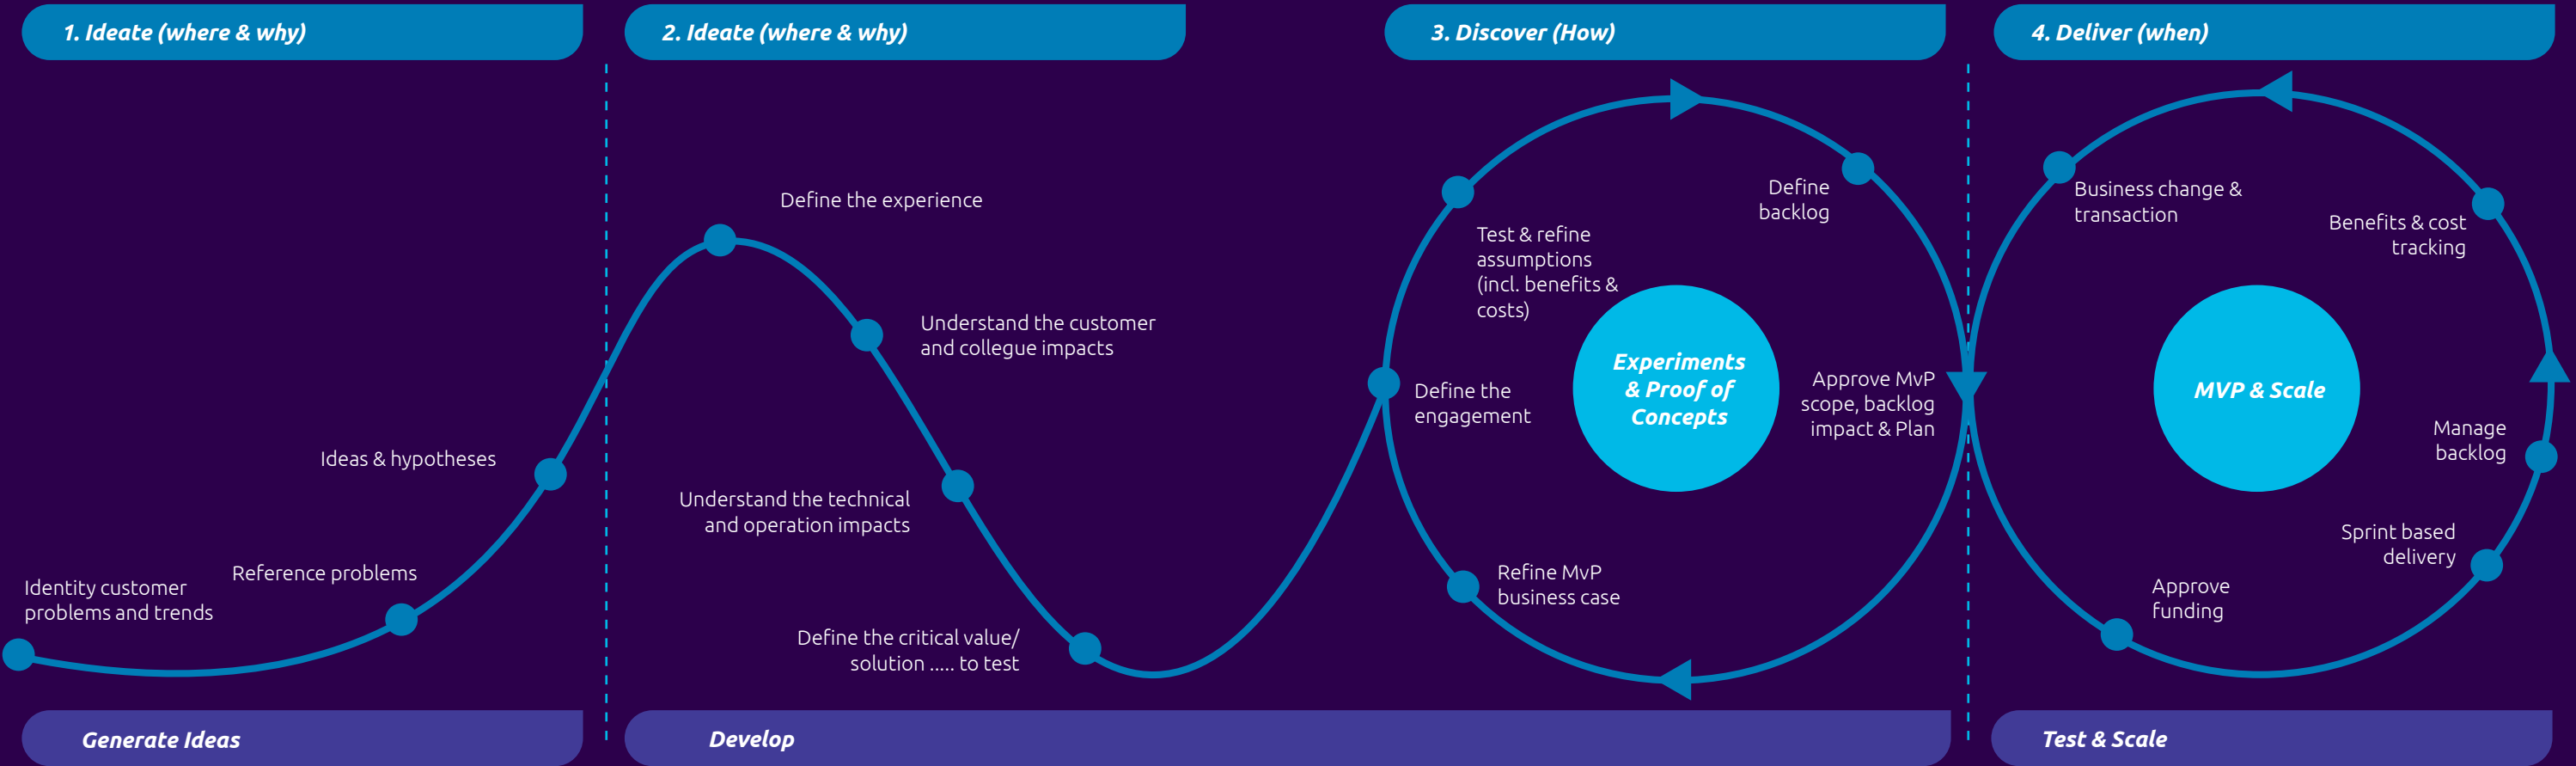 1. Ideate (where & why)
2. Ideate (where & why)
3. Discover (How)
4. Deliver (when)
Identity customer
problems and trends
Reference problems
Ideas & hypotheses
Define the experience
Understand the customer
and collegue impacts
Understand the technical
and operation impacts
Define the critical value/
solution ..... to test
Define the
engagement
Test & refine
assumptions
(incl. benefits &
costs)
Define
backlog
Experiments
& Proof of
Concepts
Approve MvP
scope, backlog
impact & Plan
Refine MvP
business case
Business change &
transaction
Benefits & cost
tracking
MVP & Scale
Manage
backlog
Sprint based
delivery
Approve
funding
Generate Ideas
Develop
Test & Scale